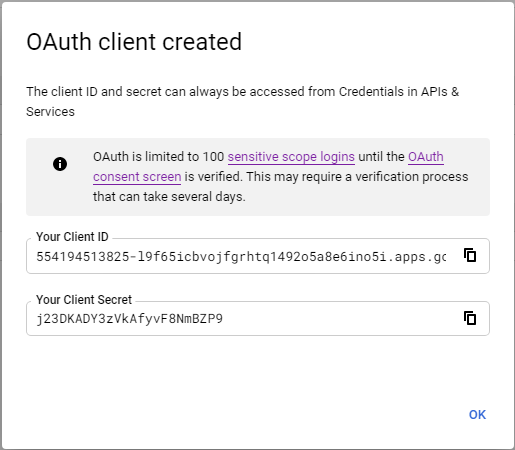 OAuth client created
The client ID and secret can always be accessed from Credentials in APIs &
Services
OAuth is limited to 100 sensitive scope logins until the OAuth
consent screen is verified. This may require a verification process
that can take several days.
Your Client ID
554194513825-l9f65icbvojfgrhtq1492o5a8e6ino5i.apps.gc
Your Client Secret
j23DKADY3zVkAfyvF8NmBZP9
OK